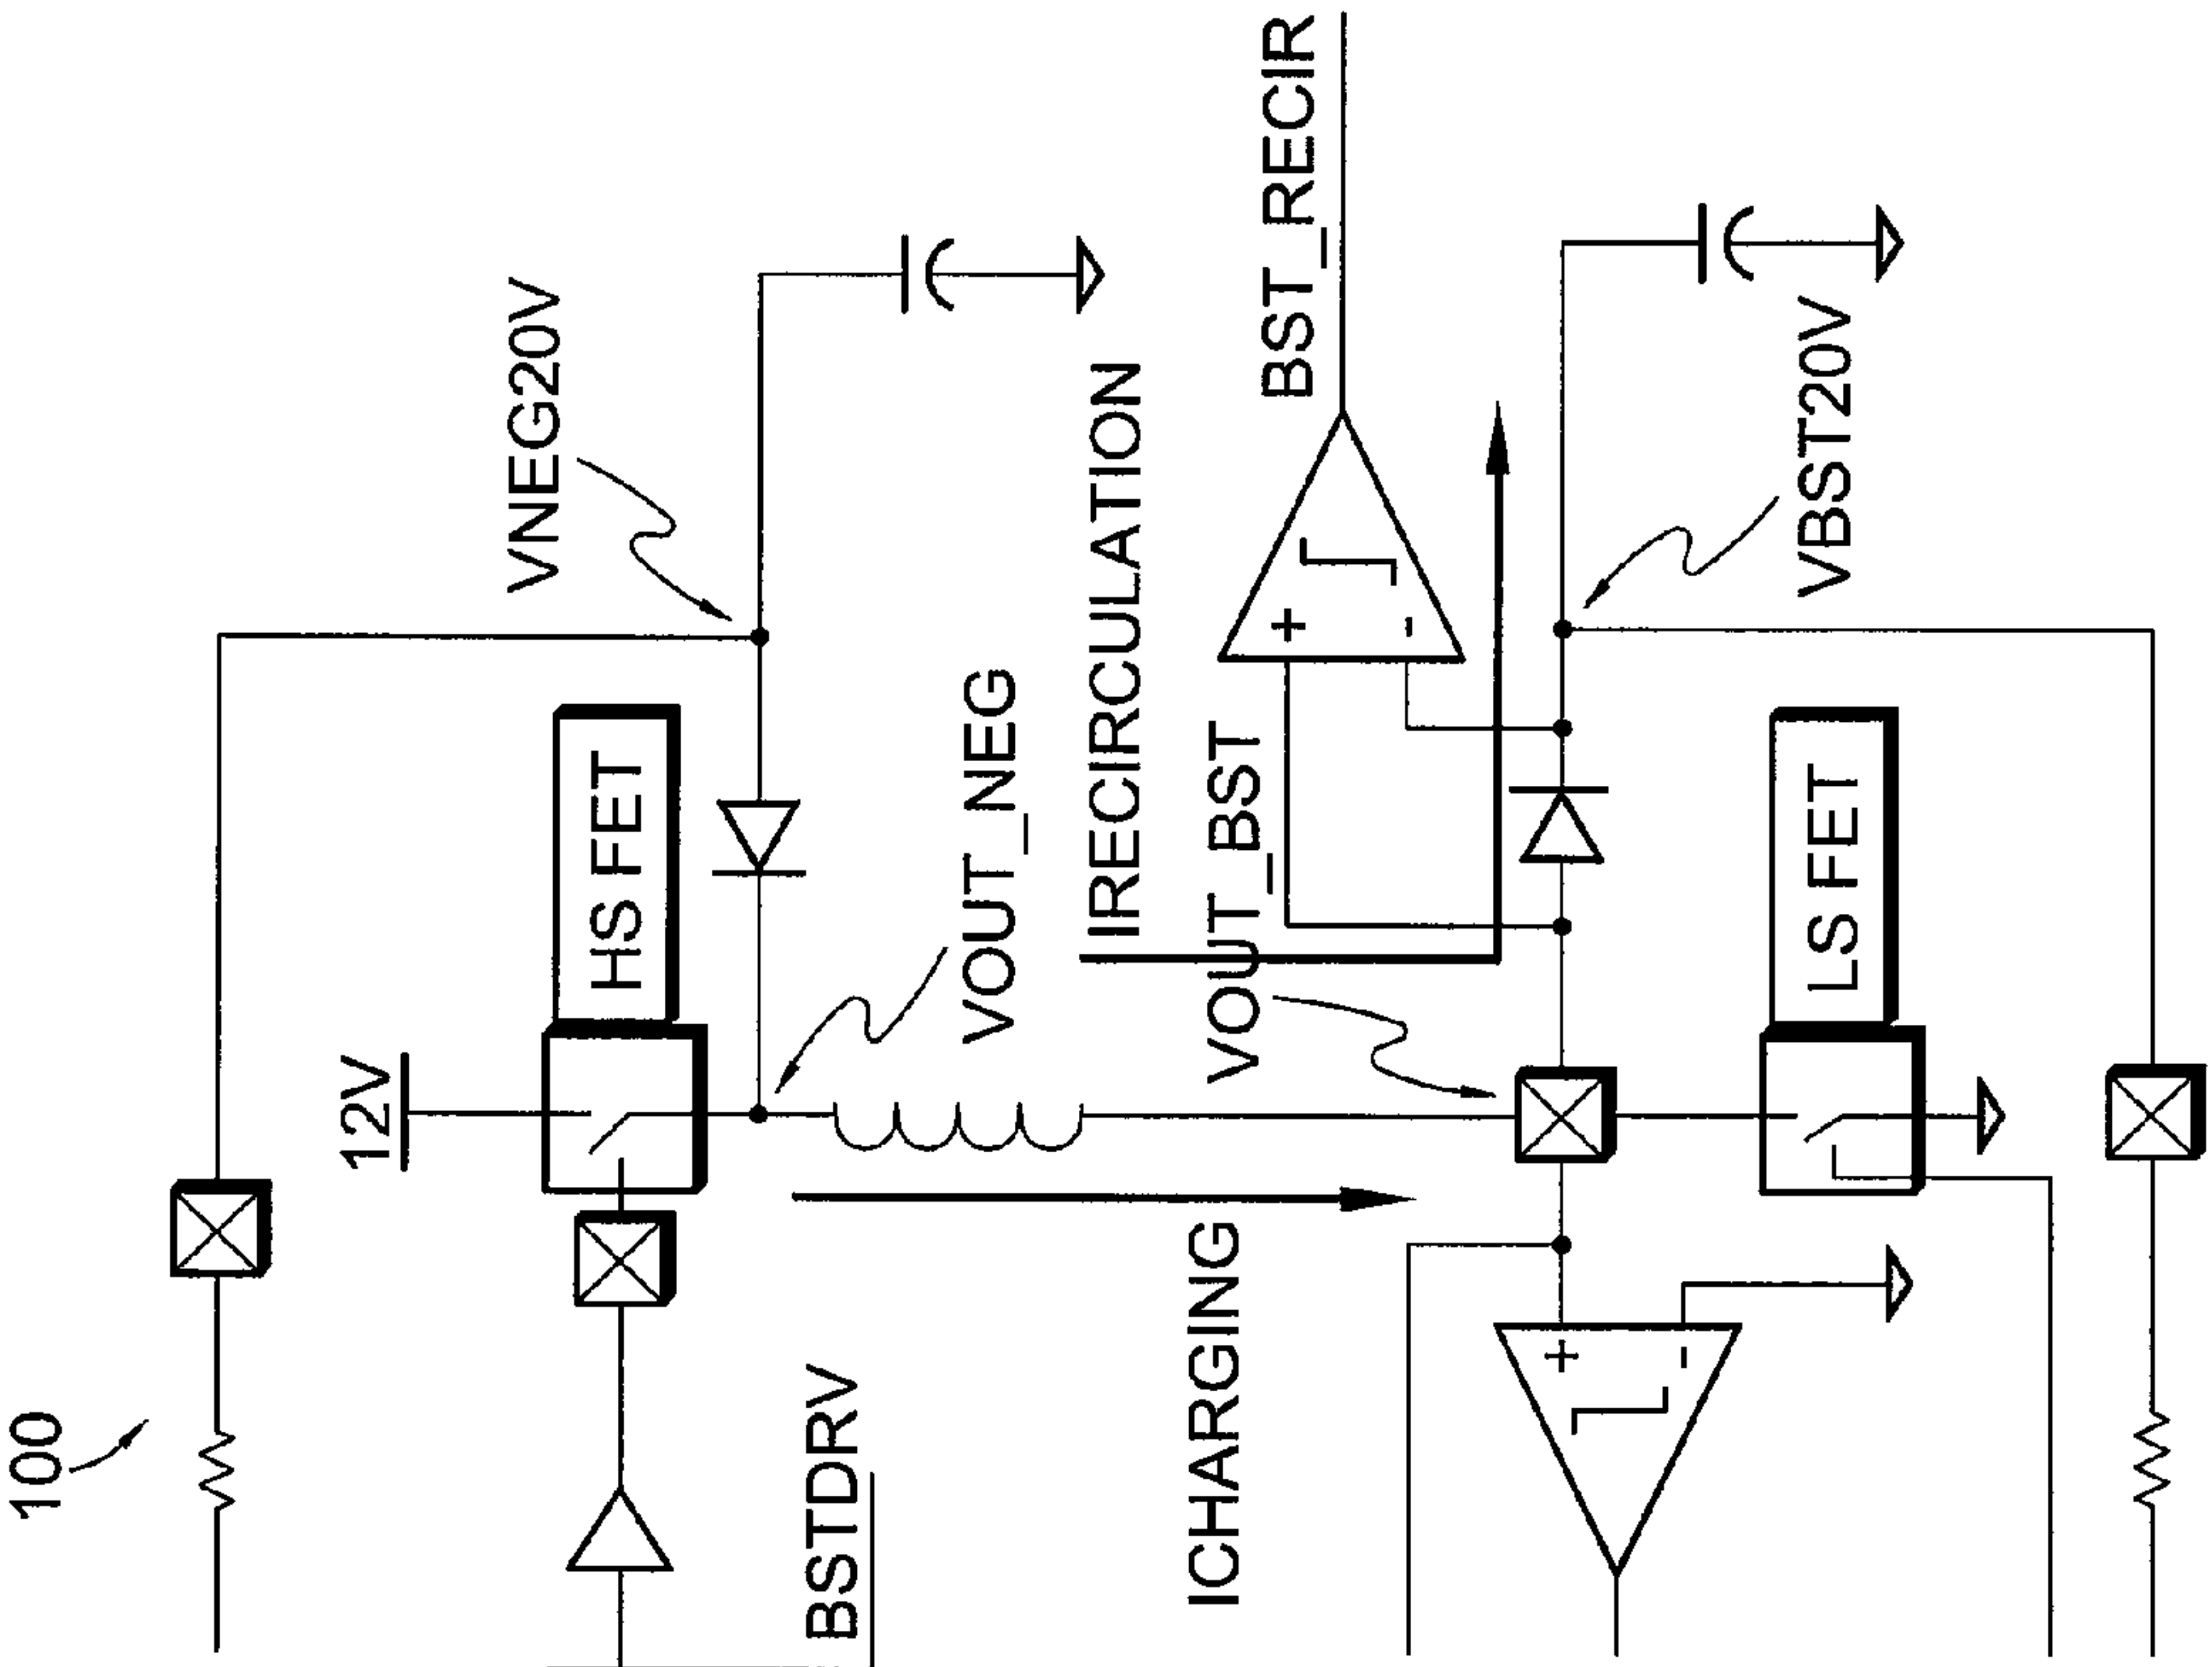 100
12V
HS FET
VNEG20V
VOUT_NEG
BSTDRV
IRECIRCULATION
ICHARGING
VOUT_BST
BST_RECIR
+
-
+
-
LS FET
VBST20V